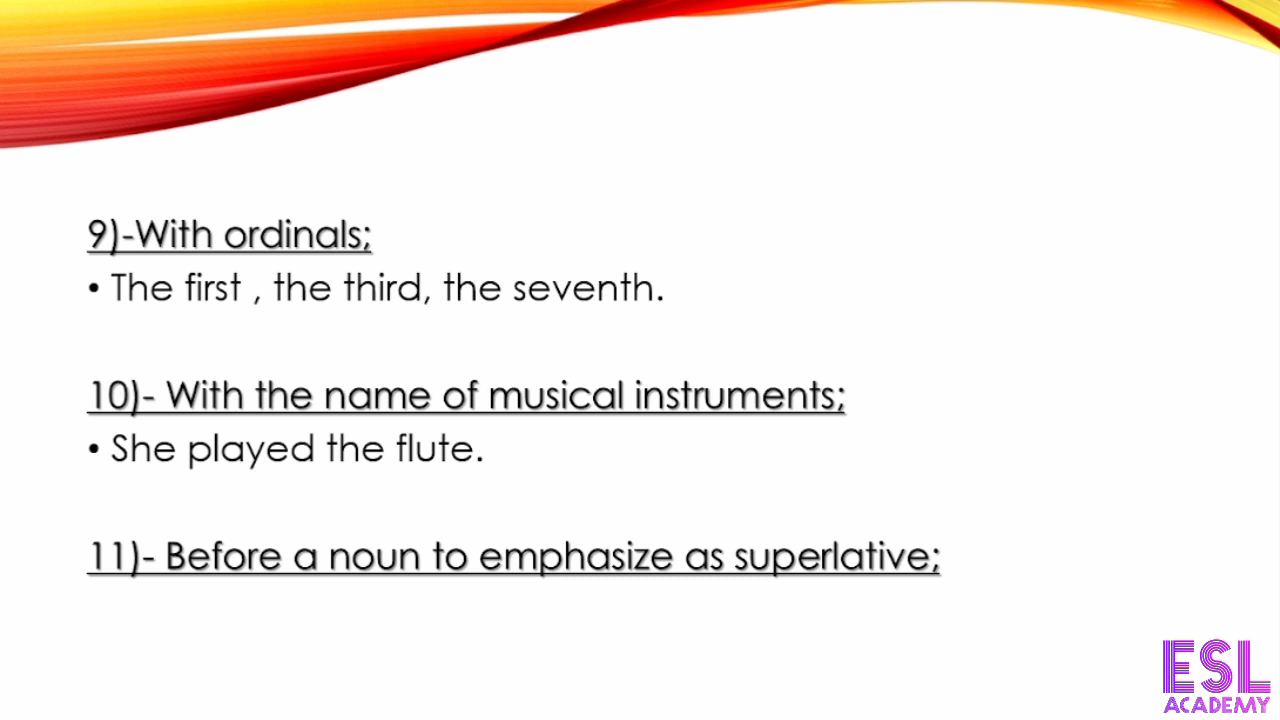 9)-With ordinals;
• The first , the third, the seventh.
10)- With the name of musical instruments;
• She played the flute.
11)- Before a noun to emphasize as superlative;
ESL
ACADEMY